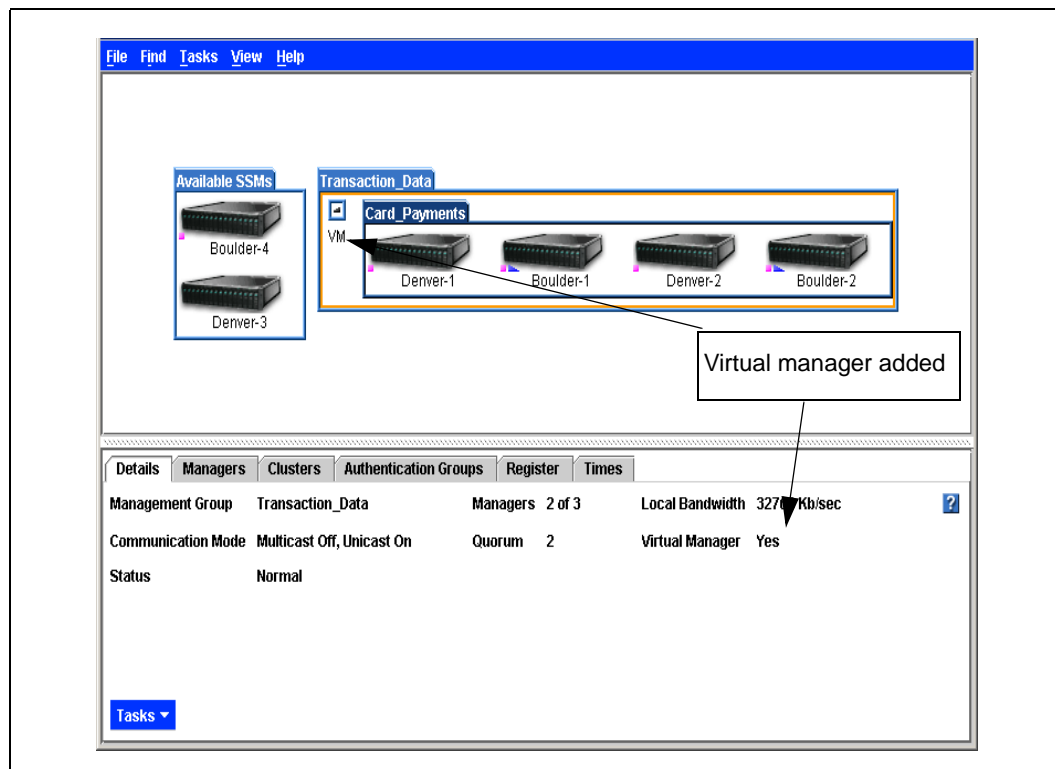 File Find Tasks View Help
Available SSMs
Boulder-4
Denver-3
Transaction_Data
VM
Card_Payments
Denver-1 Boulder-1 Denver-2 Boulder-2
Virtual manager added
Details Managers Clusters Authentication Groups Register Times
Management Group Transaction_Data Managers 2 of 3 Local Bandwidth Kb/sec ?
Communication Mode Multicast Off, Unicast On Quorum 2 Virtual Manager Yes
Status Normal
Tasks